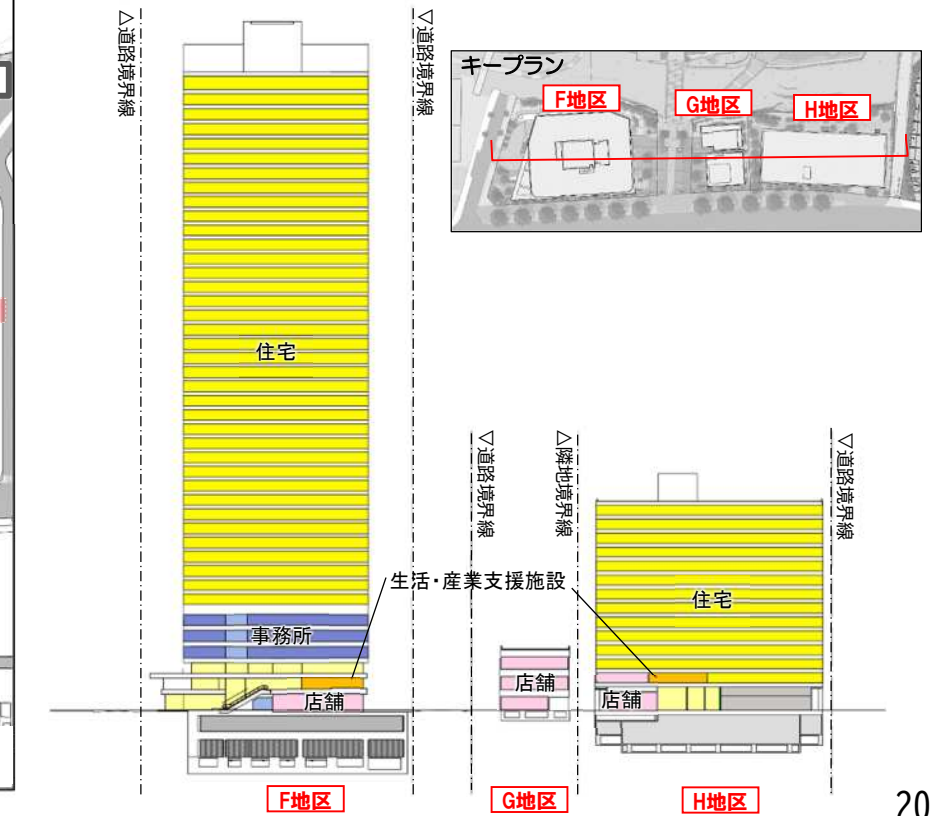 △道路境界線
▽道路境界線
キープラン
F地区
G地区
H地区
住宅
▽道路境界線
△隣地境界線
▽道路境界線
生活・産業支援施設
住宅
事務所
店舗
店舗
店舗
F地区
G地区
H地区
20